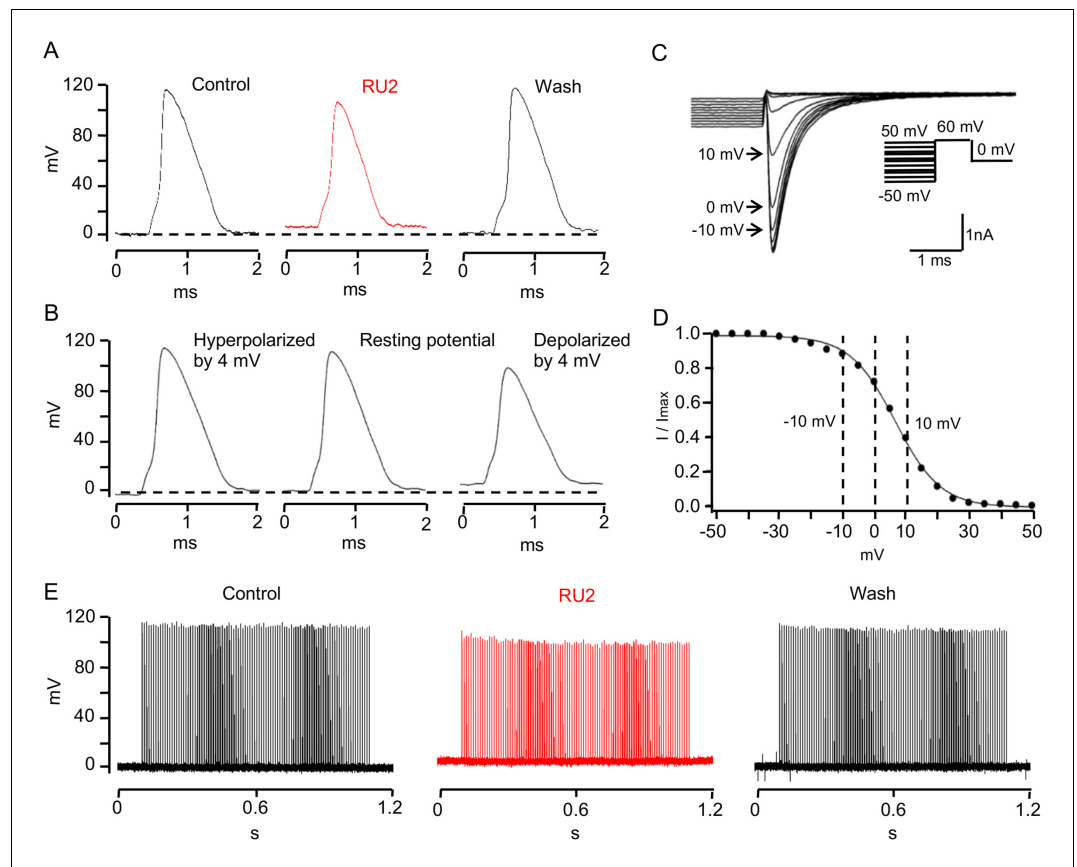 A
Control
RU2
Wash
120
80
40
0
mV
0 1 2
ms
0 1 2
ms
0 1 2
ms
B
Hyperpolarized
by 4 mV
Resting potential
Depolarized
by 4 mV
120
80
40
0
mV
0 1 2
ms
0 1 2
ms
0 1 2
ms
C
10 mV
0 mV
-10 mV
50 mV
60 mV
0 mV
-50 mV
1nA
1 ms
D
1.0
0.8
0.6
0.4
0.2
0.0
I / Imax
-10 mV
10 mV
-50 -30 -10 0 10 30 50
mV
E
Control
RU2
Wash
120
80
40
0
mV
0 0.6 1.2
s
0 0.6 1.2
s
0 0.6 1.2
s